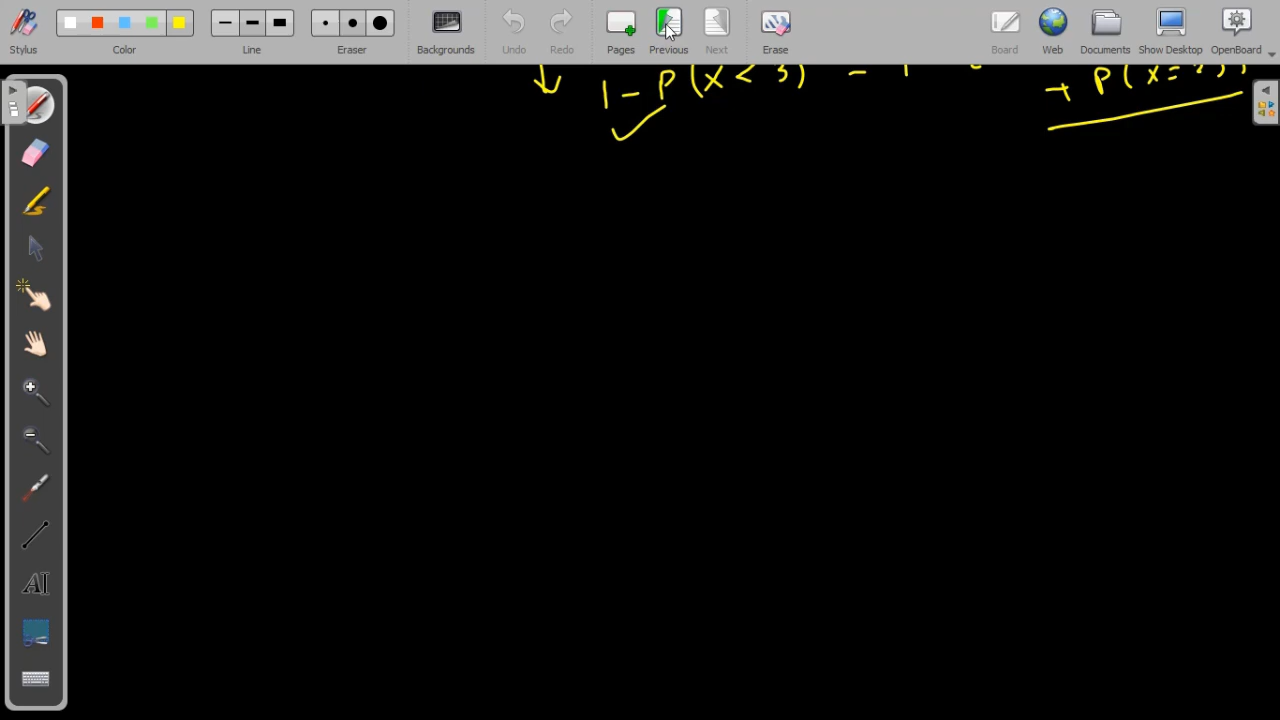 Stylus Color Line Eraser Backgrounds Undo Redo Pages Previous Next Erase Board Web Documents Show Desktop OpenBoard
1 - P(x < 3) -
+ P(x =
AI